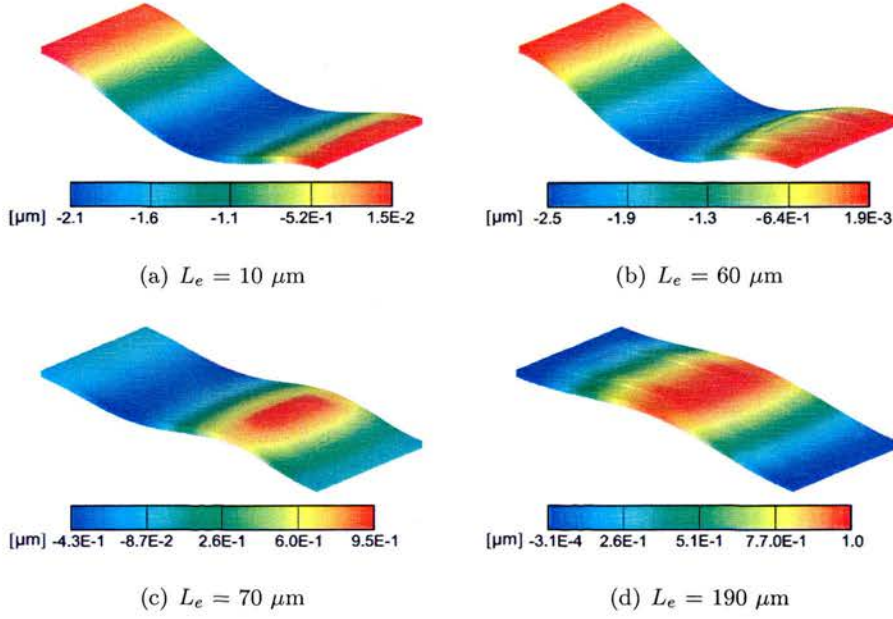 [μm] -2.1 -1.6 -1.1 -5.2E-1 1.5E-2
[μm] -2.5 -1.9 -1.3 -6.4E-1 1.9E-3
(a) L_e = 10 μm
(b) L_e = 60 μm
[μm] -4.3E-1 -8.7E-2 2.6E-1 6.0E-1 9.5E-1
[μm] -3.1E-4 2.6E-1 5.1E-1 7.7.0E-1 1.0
(c) L_e = 70 μm
(d) L_e = 190 μm